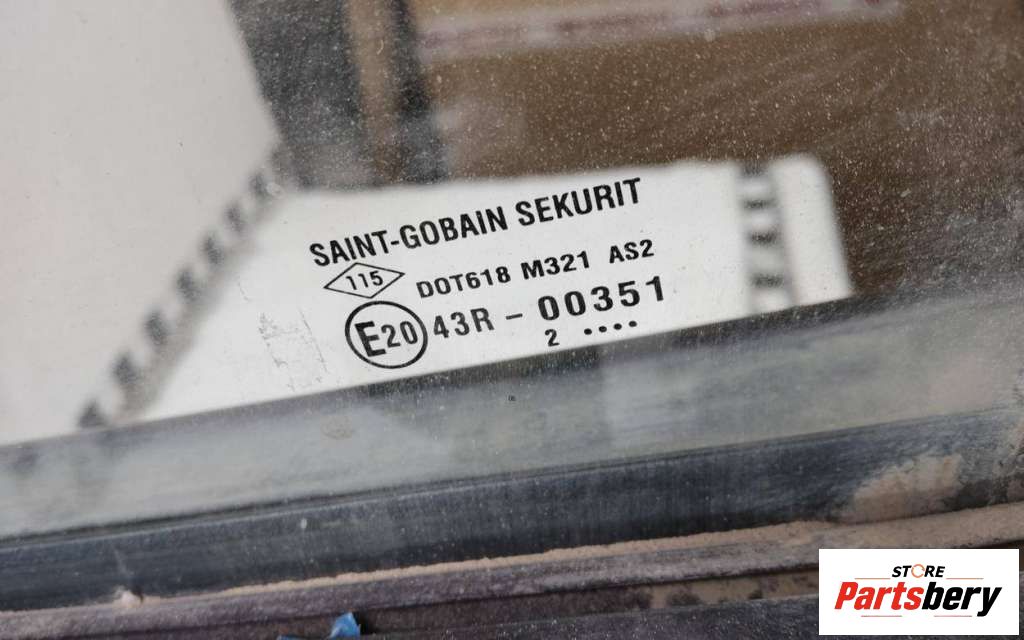 SAINT-GOBAIN SEKURIT
115 DOT618 M321 AS2
E20 43R - 00351
2 ••••
STORE
Partsbery